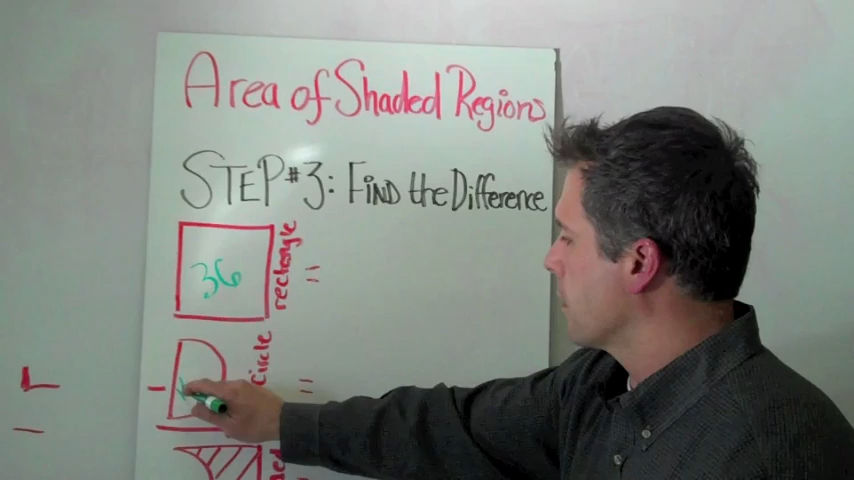 Area of Shaded Regions
STEP #3: FIND the Difference
36
rectangle
=
circle
=
-